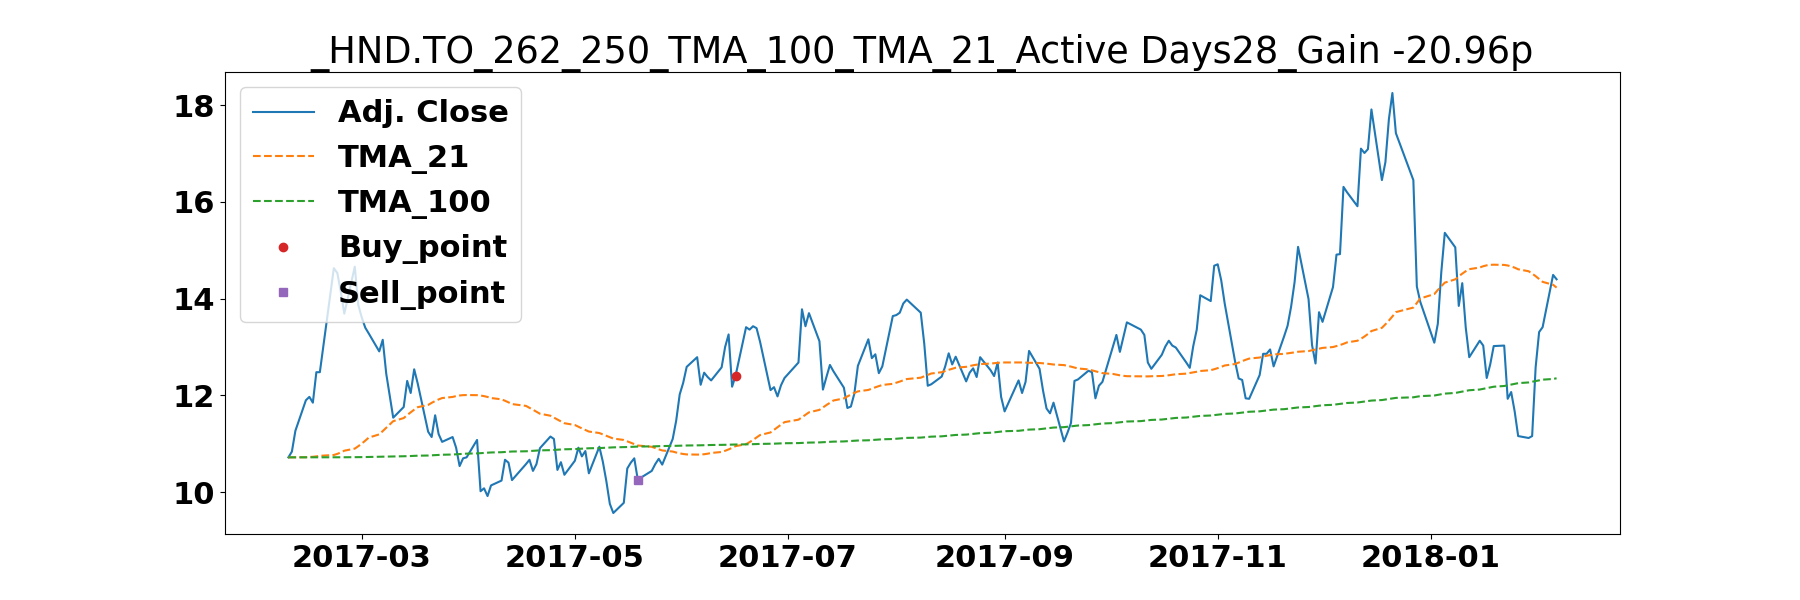 _HND.TO_262_250_TMA_100_TMA_21_Active Days28_Gain -20.96p
18
16
14
12
10
Adj. Close
TMA_21
TMA_100
Buy_point
Sell_point
2017-03 2017-05 2017-07 2017-09 2017-11 2018-01